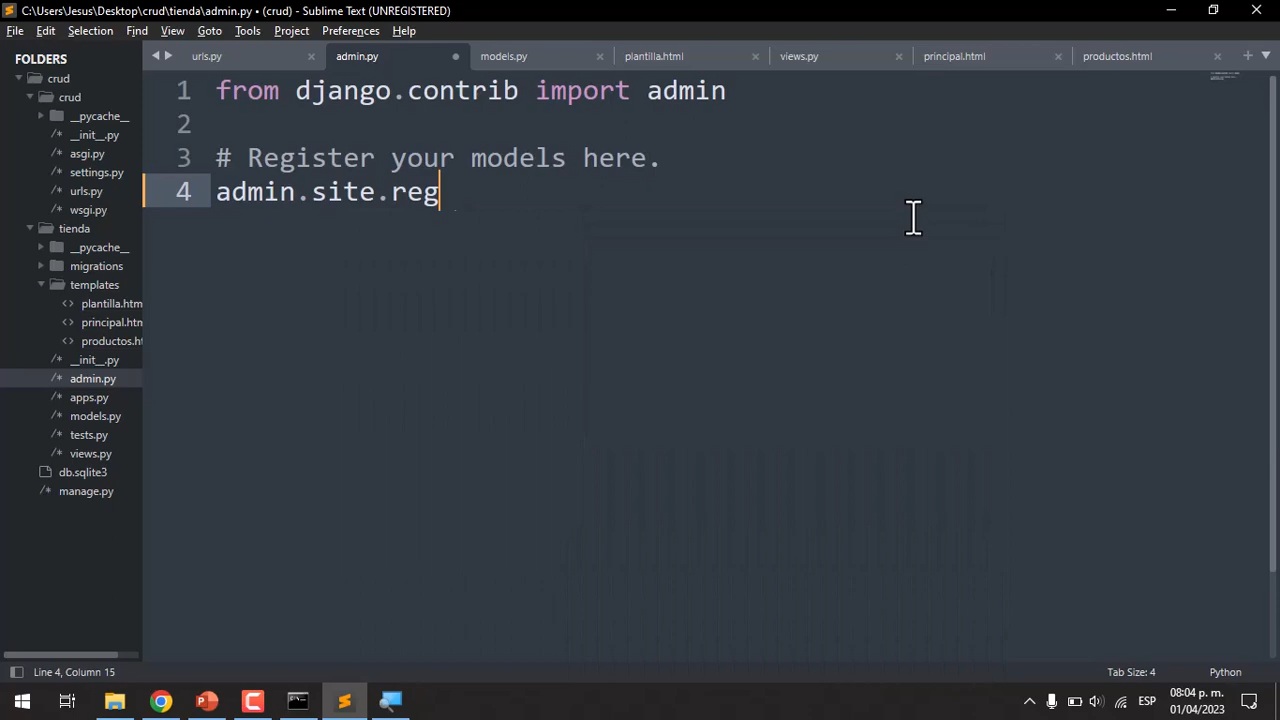 C:\Users\Jesus\Desktop\crud\tienda\admin.py • (crud) - Sublime Text (UNREGISTERED)
File Edit Selection Find View Goto Tools Project Preferences Help
FOLDERS
crud
crud
__pycache__
__init__.py
asgi.py
settings.py
urls.py
wsgi.py
tienda
__pycache__
migrations
templates
plantilla.htm
principal.htm
productos.ht
__init__.py
admin.py
apps.py
models.py
tests.py
views.py
db.sqlite3
manage.py
urls.py admin.py models.py plantilla.html views.py principal.html productos.html
1 from django.contrib import admin
2
3 # Register your models here.
4 admin.site.reg
Line 4, Column 15 Tab Size: 4 Python
ESP
08:04 p. m.
01/04/2023